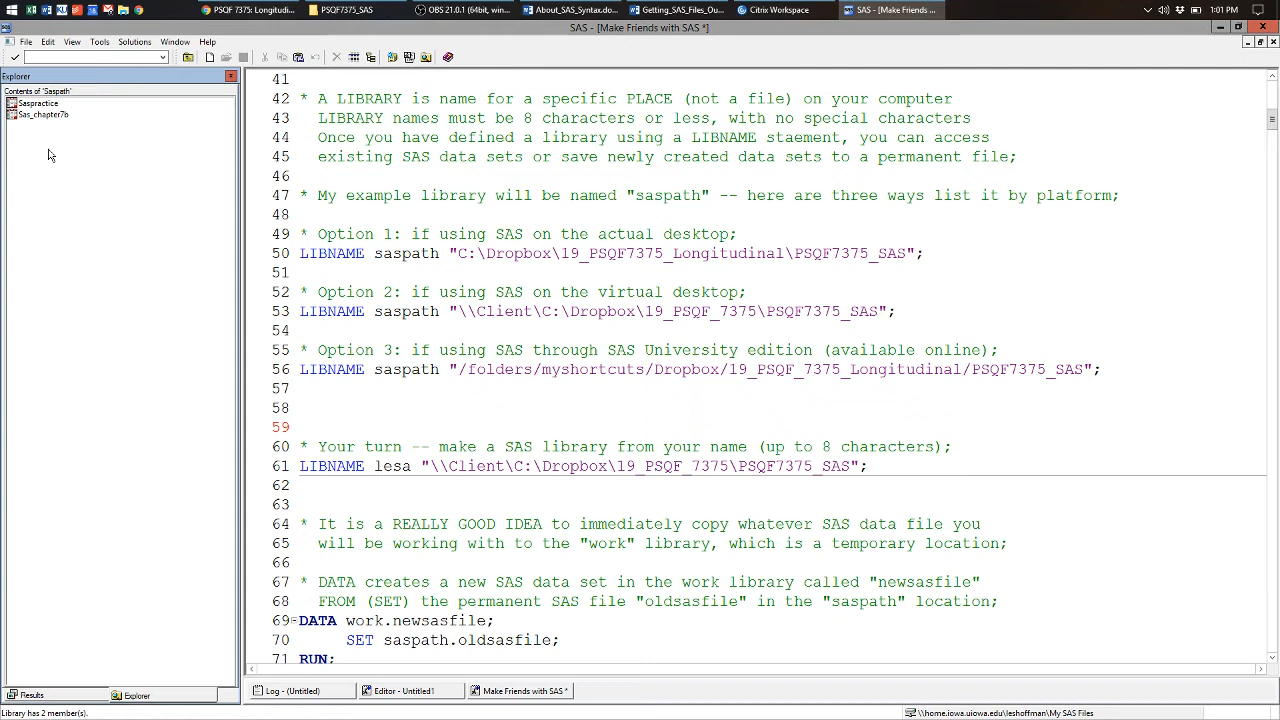 PSQF 7375: Longitudi...
PSQF7375_SAS
OBS 21.0.1 (64bit, win...
About_SAS_Syntax.do...
Getting_SAS_Files_Ou...
Citrix Workspace
SAS - [Make Friends ...
1:01 PM
SAS - [Make Friends with SAS *]
File Edit View Tools Solutions Window Help
Explorer
Contents of 'Saspath'
Saspractice
Sas_chapter7b
41
42 * A LIBRARY is name for a specific PLACE (not a file) on your computer
43 LIBRARY names must be 8 characters or less, with no special characters
44 Once you have defined a library using a LIBNAME staement, you can access
45 existing SAS data sets or save newly created data sets to a permanent file;
46
47 * My example library will be named "saspath" -- here are three ways list it by platform;
48
49 * Option 1: if using SAS on the actual desktop;
50 LIBNAME saspath "C:\Dropbox\19_PSQF7375_Longitudinal\PSQF7375_SAS";
51
52 * Option 2: if using SAS on the virtual desktop;
53 LIBNAME saspath "\\Client\C:\Dropbox\19_PSQF_7375\PSQF7375_SAS";
54
55 * Option 3: if using SAS through SAS University edition (available online);
56 LIBNAME saspath "/folders/myshortcuts/Dropbox/19_PSQF_7375_Longitudinal/PSQF7375_SAS";
57
58
59
60 * Your turn -- make a SAS library from your name (up to 8 characters);
61 LIBNAME lesa "\\Client\C:\Dropbox\19_PSQF_7375\PSQF7375_SAS";
62
63
64 * It is a REALLY GOOD IDEA to immediately copy whatever SAS data file you
65 will be working with to the "work" library, which is a temporary location;
66
67 * DATA creates a new SAS data set in the work library called "newsasfile"
68 FROM (SET) the permanent SAS file "oldsasfile" in the "saspath" location;
69 DATA work.newsasfile;
70 SET saspath.oldsasfile;
71 RUN;
Results
Explorer
Log - (Untitled)
Editor - Untitled1
Make Friends with SAS *
Library has 2 member(s).
\\home.iowa.uiowa.edu\leshoffman\My SAS Files